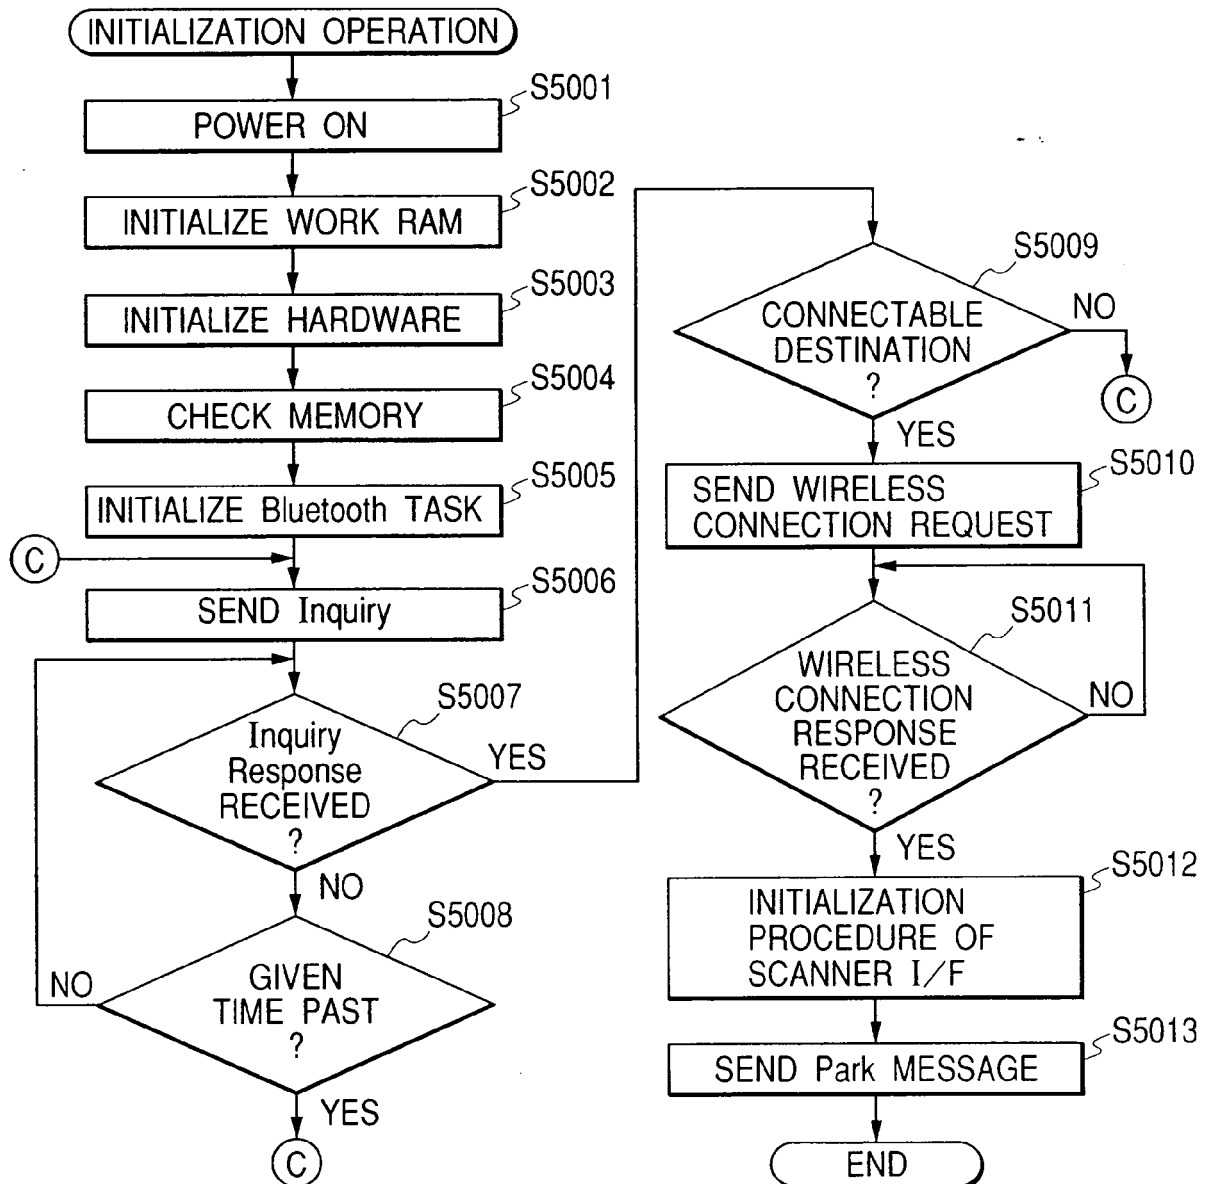 INITIALIZATION OPERATION
S5001
POWER ON
S5002
INITIALIZE WORK RAM
S5003
INITIALIZE HARDWARE
S5004
CHECK MEMORY
S5005
INITIALIZE Bluetooth TASK
C
S5006
SEND Inquiry
S5007
Inquiry
Response
RECEIVED
?
YES
NO
S5008
GIVEN
TIME PAST
?
NO
YES
C
S5009
CONNECTABLE
DESTINATION
?
NO
C
YES
S5010
SEND WIRELESS
CONNECTION REQUEST
S5011
WIRELESS
CONNECTION
RESPONSE
RECEIVED
?
NO
YES
S5012
INITIALIZATION
PROCEDURE OF
SCANNER I/F
S5013
SEND Park MESSAGE
END